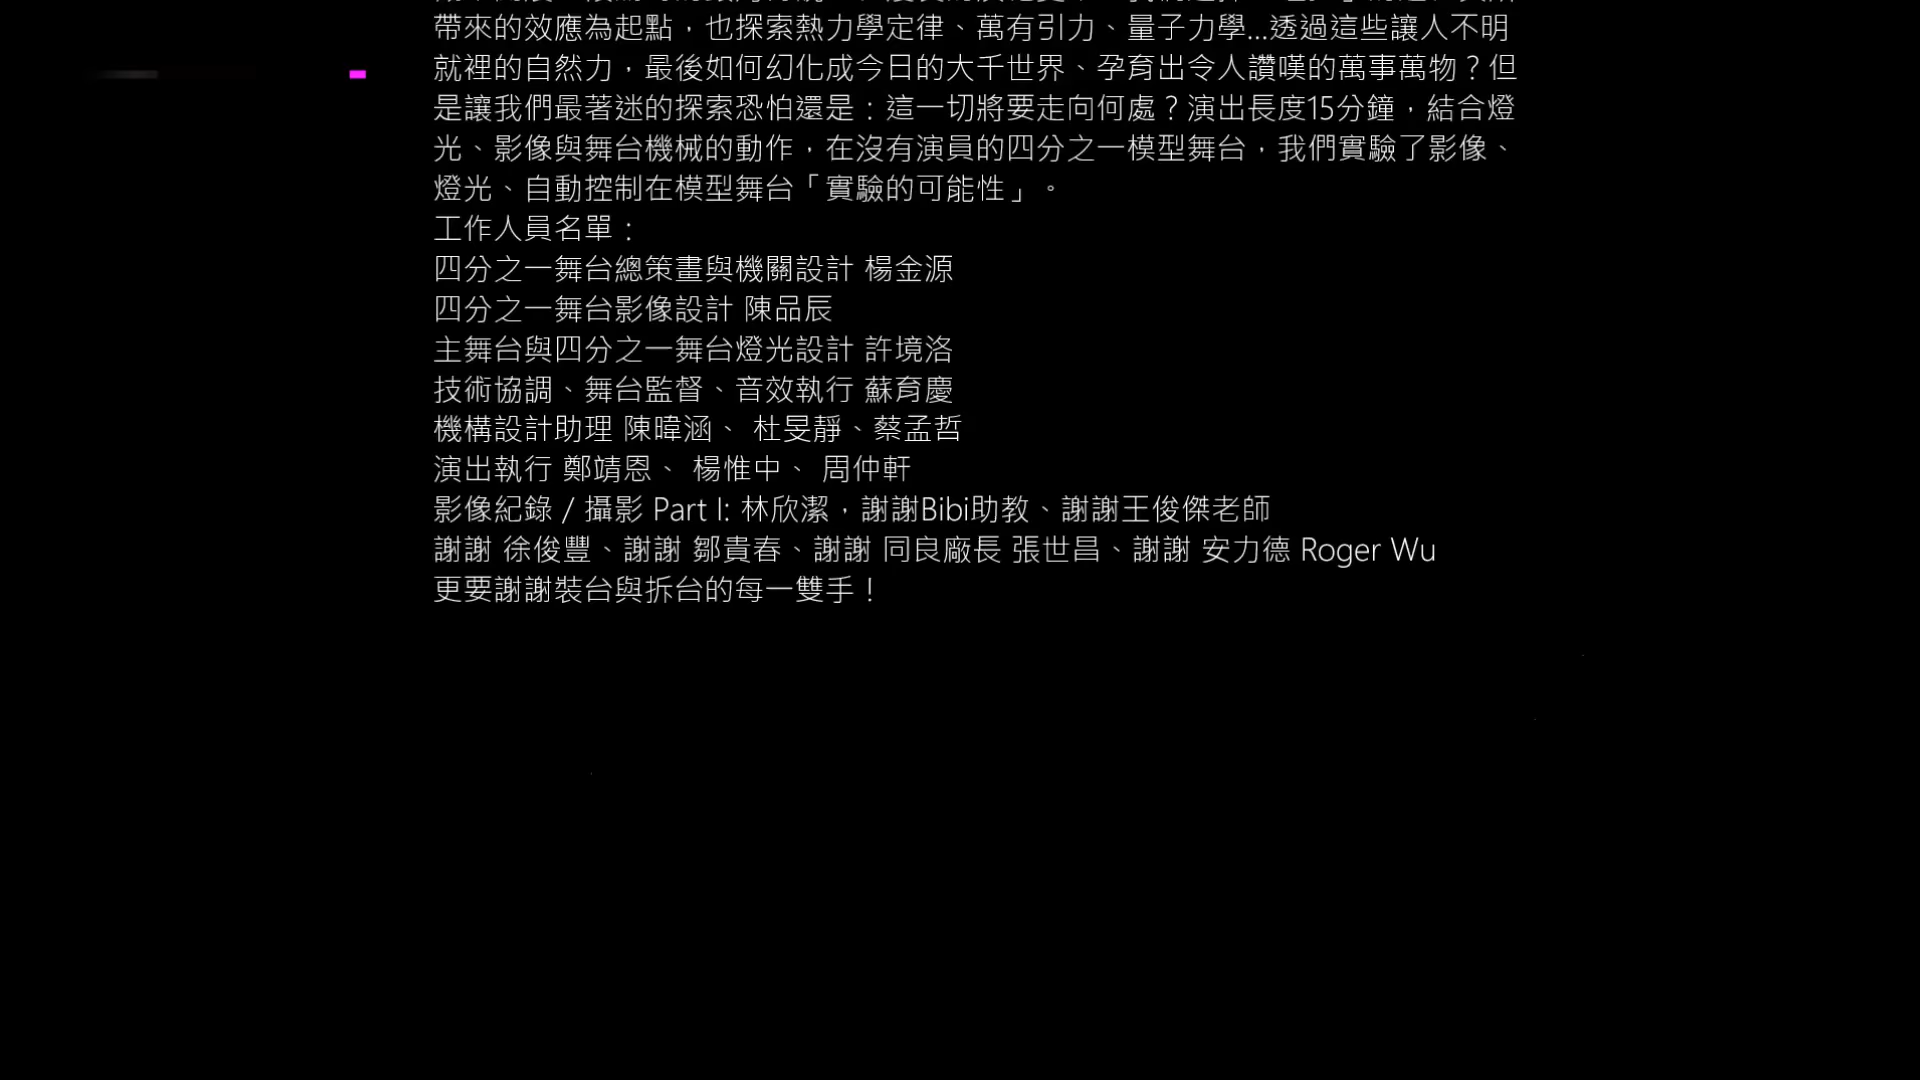 帶來的效應為起點，也探索熱力學定律、萬有引力、量子力學...透過這些讓人不明
就裡的自然力，最後如何幻化成今日的大千世界、孕育出令人讚嘆的萬事萬物？但
是讓我們最著迷的探索恐怕還是：這一切將要走向何處？演出長度15分鐘，結合燈
光、影像與舞台機械的動作，在沒有演員的四分之一模型舞台，我們實驗了影像、
燈光、自動控制在模型舞台「實驗的可能性」。
工作人員名單：
四分之一舞台總策畫與機關設計 楊金源
四分之一舞台影像設計 陳品辰
主舞台與四分之一舞台燈光設計 許境洛
技術協調、舞台監督、音效執行 蘇育慶
機構設計助理 陳暐涵、 杜旻靜、蔡孟哲
演出執行 鄭靖恩、 楊惟中、 周仲軒
影像紀錄 / 攝影 Part I: 林欣潔，謝謝Bibi助教、謝謝王俊傑老師
謝謝 徐俊豐、謝謝 鄒貴春、謝謝 同良廠長 張世昌、謝謝 安力德 Roger Wu
更要謝謝裝台與拆台的每一雙手！